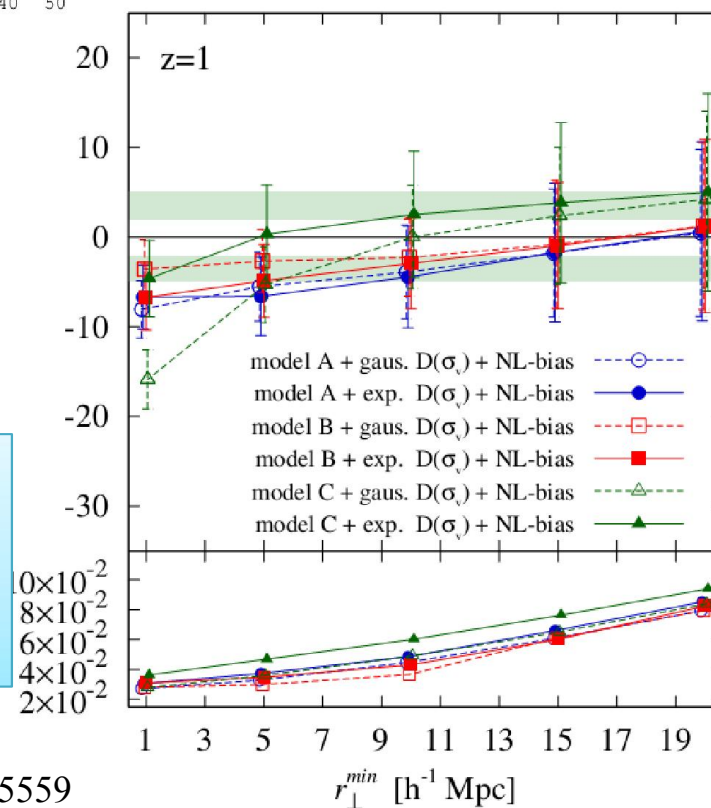 40 50
20
z=1
10
0
-10
model A + gaus. D(σᵥ) + NL-bias
model A + exp. D(σᵥ) + NL-bias
-20
model B + gaus. D(σᵥ) + NL-bias
model B + exp. D(σᵥ) + NL-bias
model C + gaus. D(σᵥ) + NL-bias
-30
model C + exp. D(σᵥ) + NL-bias
10×10⁻²
8×10⁻²
6×10⁻²
4×10⁻²
2×10⁻²
1 3 5 7 9 11 13 15 17 19
5559
r⊥ᵐⁱⁿ [h⁻¹ Mpc]